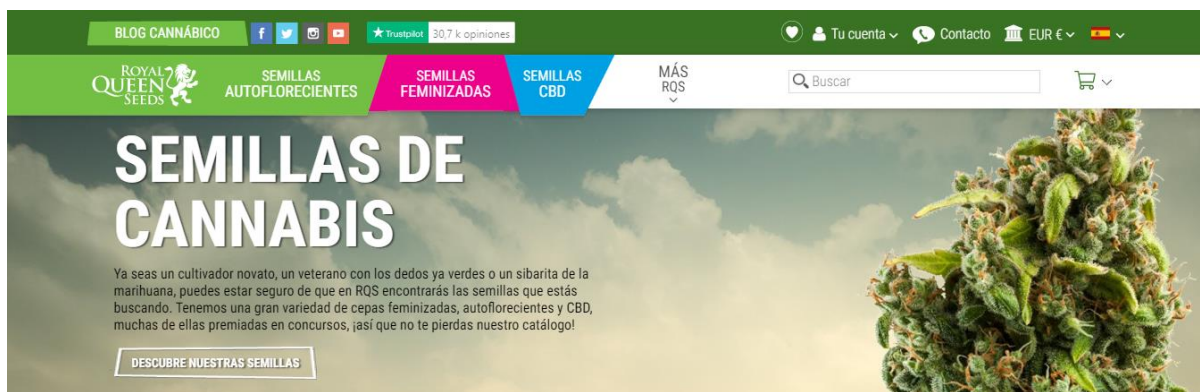 BLOG CANNÁBICO
f
Trustpilot 30,7 k opiniones
Tu cuenta
Contacto
EUR €
ROYAL
QUEEN
SEEDS
SEMILLAS
AUTOFLORECIENTES
SEMILLAS
FEMINIZADAS
SEMILLAS
CBD
MÁS
RQS
Buscar
SEMILLAS DE
CANNABIS
Ya seas un cultivador novato, un veterano con los dedos ya verdes o un sibarita de la
marihuana, puedes estar seguro de que en RQS encontrarás las semillas que estás
buscando. Tenemos una gran variedad de cepas feminizadas, autoflorecientes y CBD,
muchas de ellas premiadas en concursos, ¡así que no te pierdas nuestro catálogo!
DESCUBRE NUESTRAS SEMILLAS